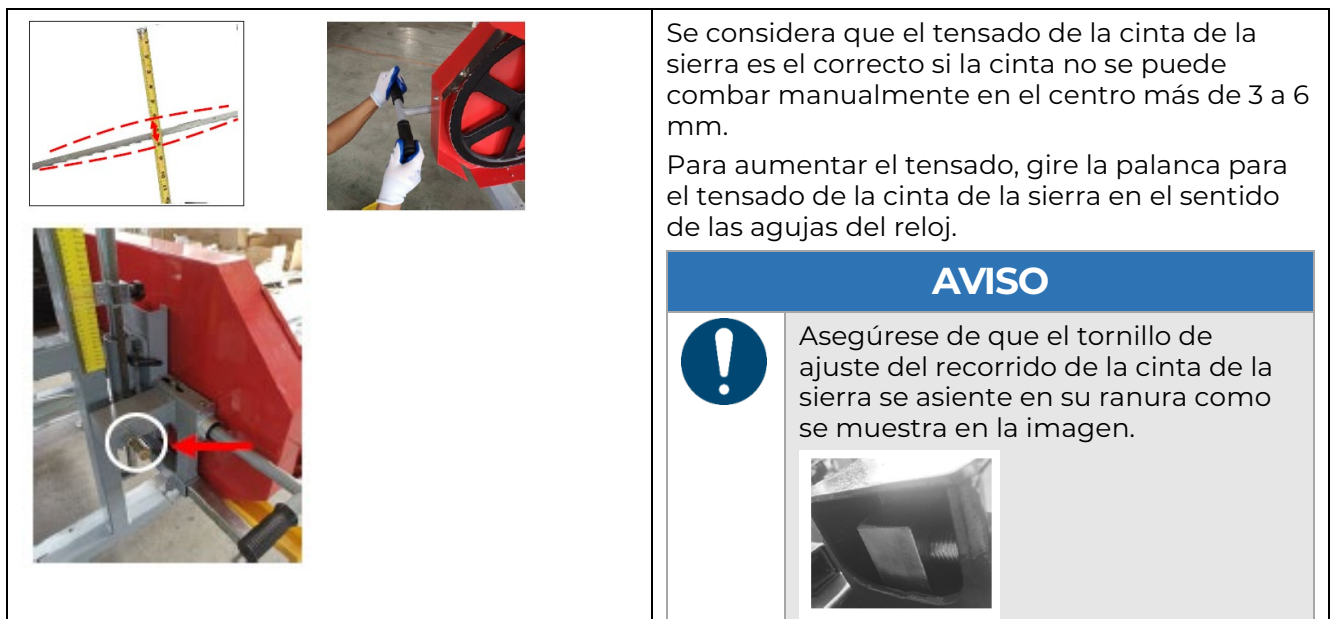 Se considera que el tensado de la cinta de la
sierra es el correcto si la cinta no se puede
combar manualmente en el centro más de 3 a 6
mm.
Para aumentar el tensado, gire la palanca para
el tensado de la cinta de la sierra en el sentido
de las agujas del reloj.
AVISO
Asegúrese de que el tornillo de
ajuste del recorrido de la cinta de la
sierra se asiente en su ranura como
se muestra en la imagen.